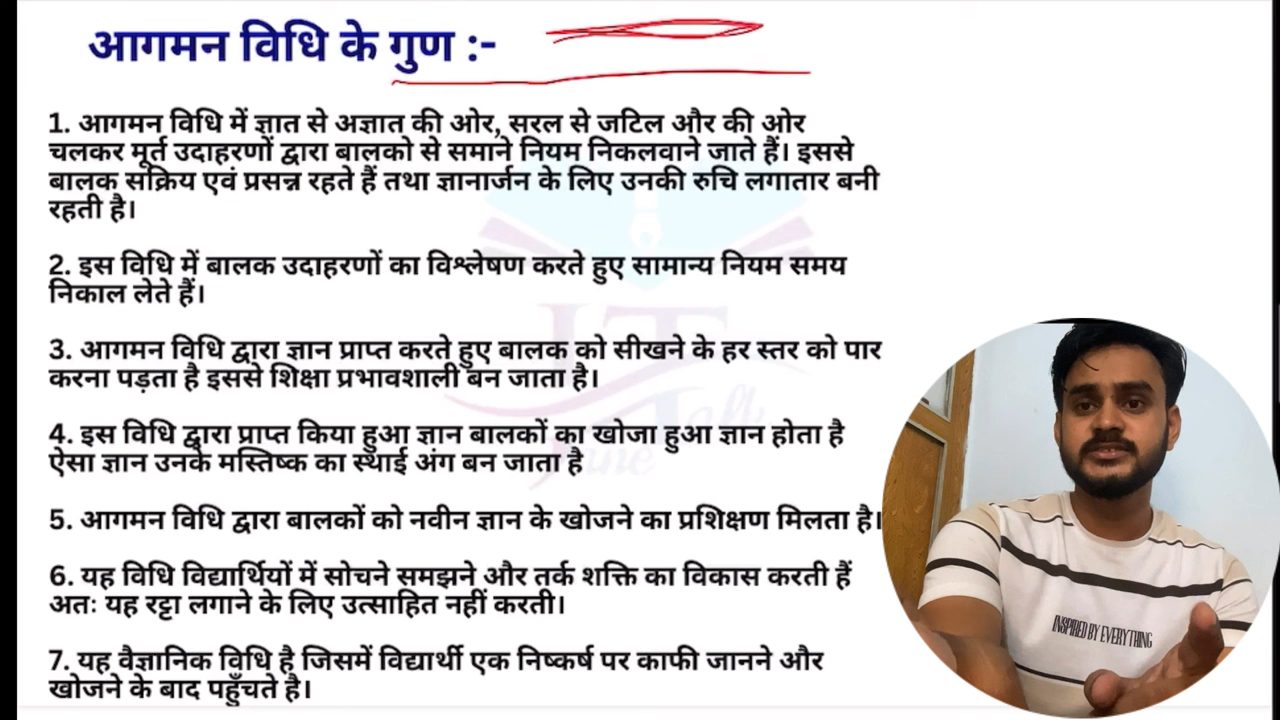 आगमन विधि के गुण :-
1. आगमन विधि में ज्ञात से अज्ञात की ओर, सरल से जटिल और की ओर
चलकर मूर्त उदाहरणों द्वारा बालको से समाने नियम निकलवाने जाते हैं। इससे
बालक सक्रिय एवं प्रसन्न रहते हैं तथा ज्ञानार्जन के लिए उनकी रुचि लगातार बनी
रहती है।
2. इस विधि में बालक उदाहरणों का विश्लेषण करते हुए सामान्य नियम समय
निकाल लेते हैं।
3. आगमन विधि द्वारा ज्ञान प्राप्त करते हुए बालक को सीखने के हर स्तर को पार
करना पड़ता है इससे शिक्षा प्रभावशाली बन जाता है।
4. इस विधि द्वारा प्राप्त किया हुआ ज्ञान बालकों का खोजा हुआ ज्ञान होता है
ऐसा ज्ञान उनके मस्तिष्क का स्थाई अंग बन जाता है
5. आगमन विधि द्वारा बालकों को नवीन ज्ञान के खोजने का प्रशिक्षण मिलता है।
6. यह विधि विद्यार्थियों में सोचने समझने और तर्क शक्ति का विकास करती हैं
अतः यह रट्टा लगाने के लिए उत्साहित नहीं करती।
7. यह वैज्ञानिक विधि है जिसमें विद्यार्थी एक निष्कर्ष पर काफी जानने और
खोजने के बाद पहुँचते है।
INSPIRED BY EVERYTHING